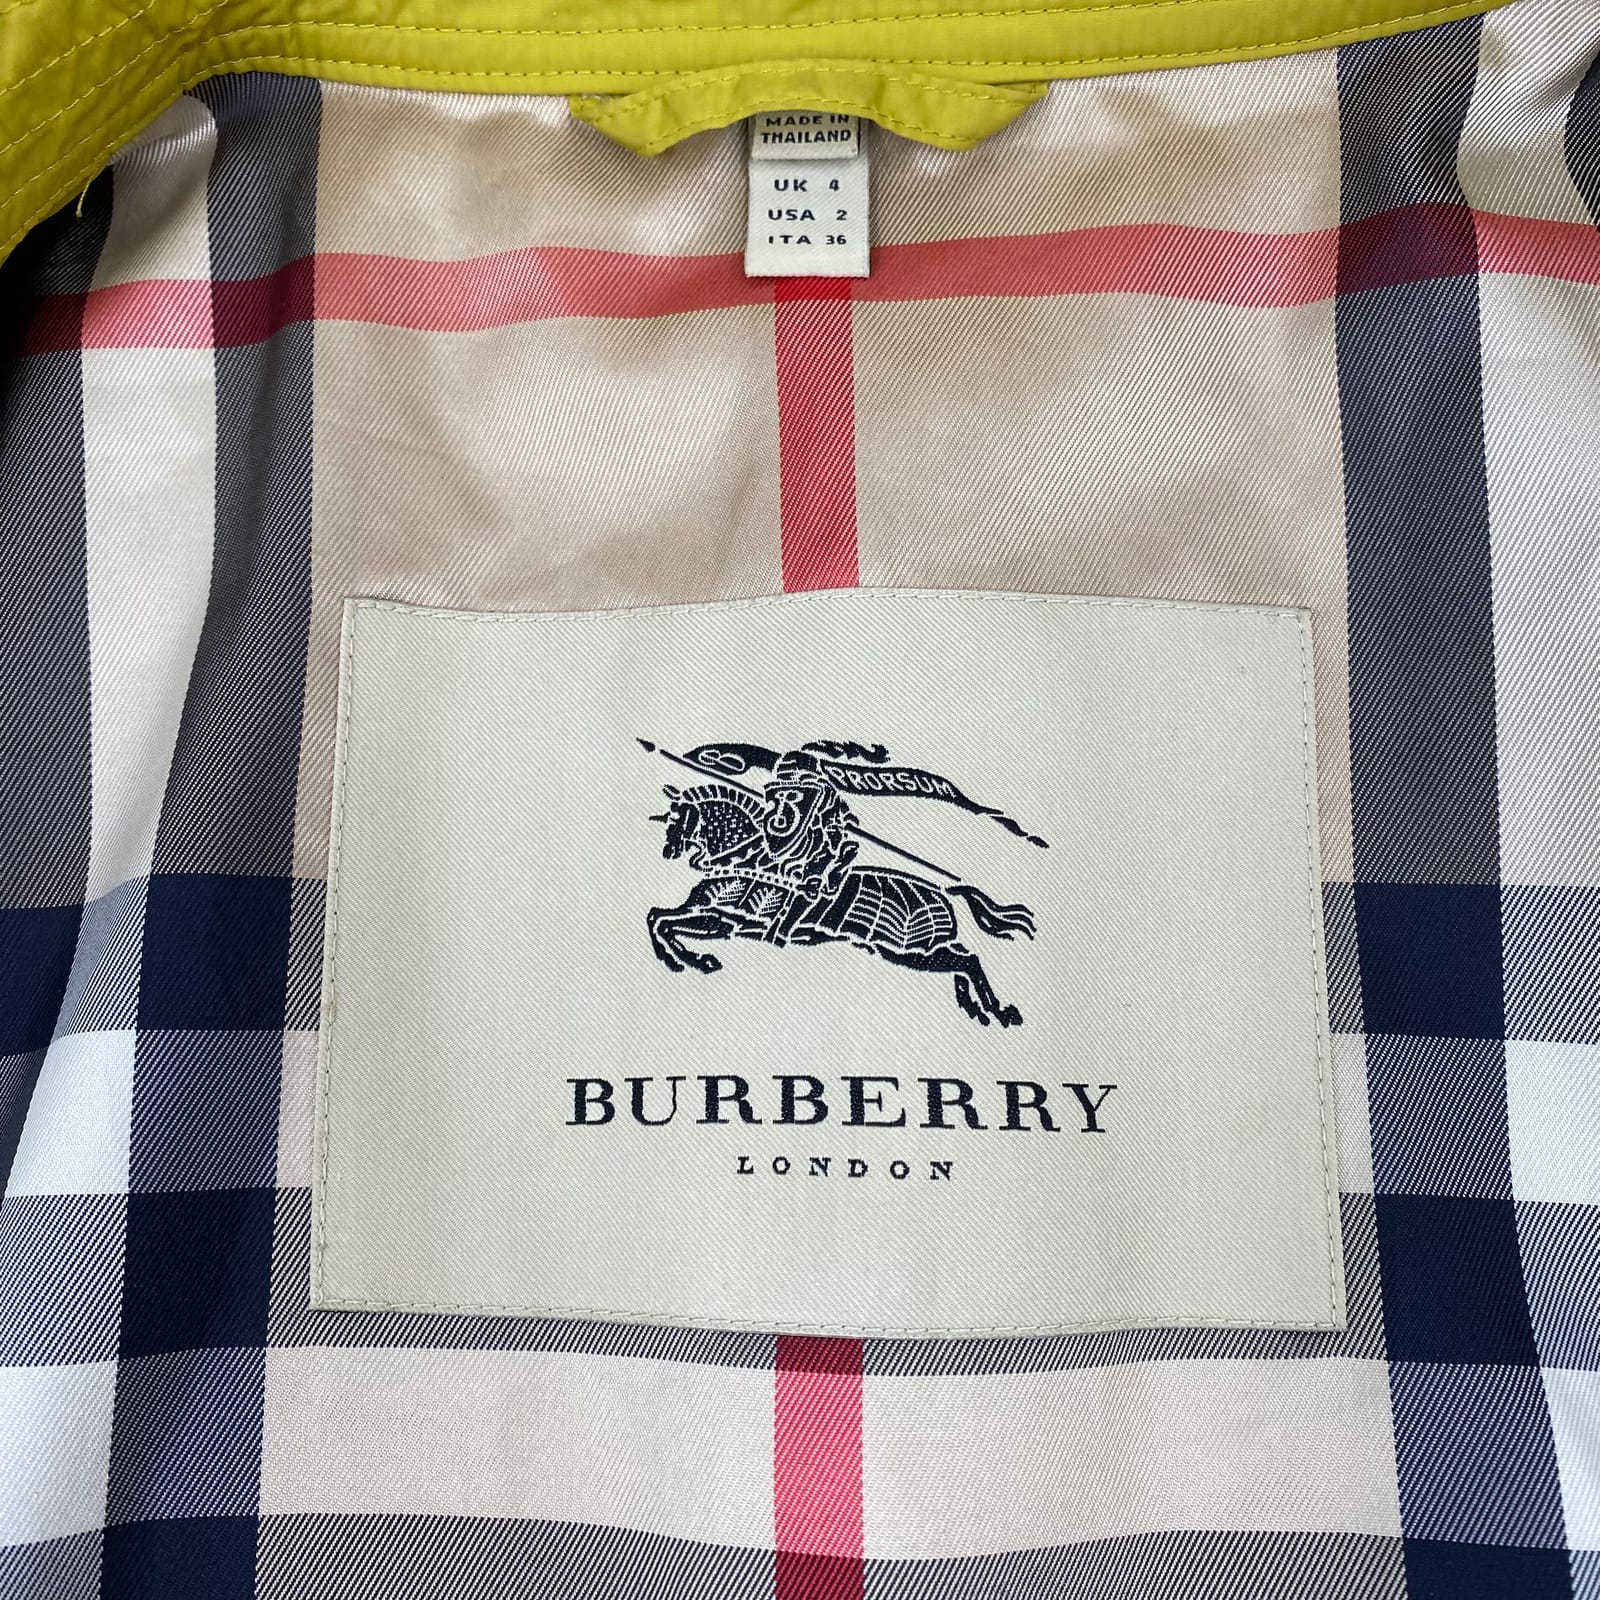 MADE IN
THAILAND
UK 4
USA 2
ITA 36
PRORSUM
B
BURBERRY
LONDON